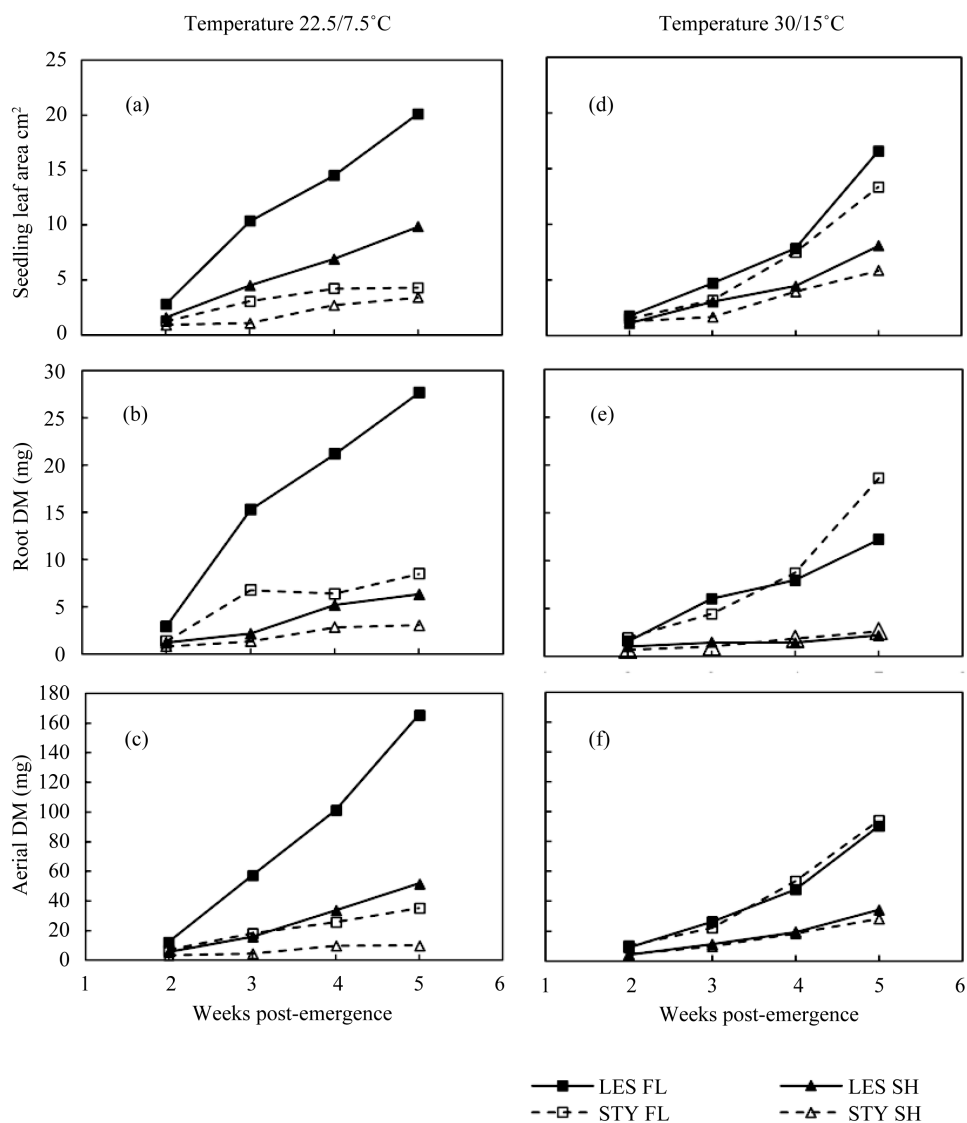 Temperature 22.5/7.5˚C
Temperature 30/15˚C
Seedling leaf area cm²
25
20
15
10
5
0
(a)
(d)
Root DM (mg)
30
25
20
15
10
5
0
(b)
(e)
Aerial DM (mg)
180
160
140
120
100
80
60
40
20
0
(c)
(f)
1 2 3 4 5 6
1 2 3 4 5 6
Weeks post-emergence
Weeks post-emergence
LES FL
LES SH
STY FL
STY SH